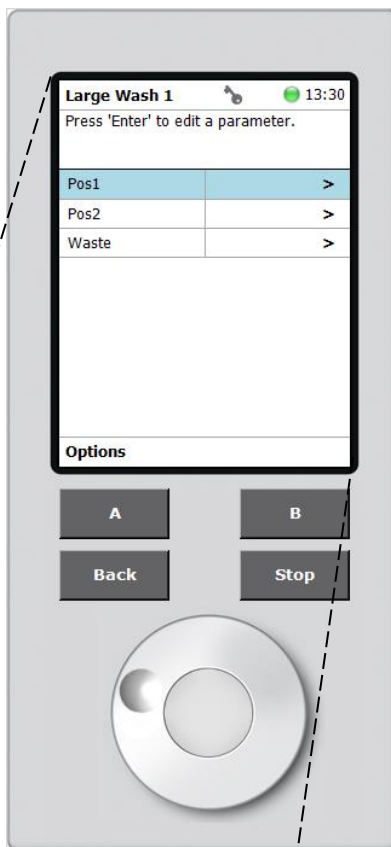 Large Wash 1 13:30
Press 'Enter' to edit a parameter.
Pos1 >
Pos2 >
Waste >
Options
A B
Back Stop